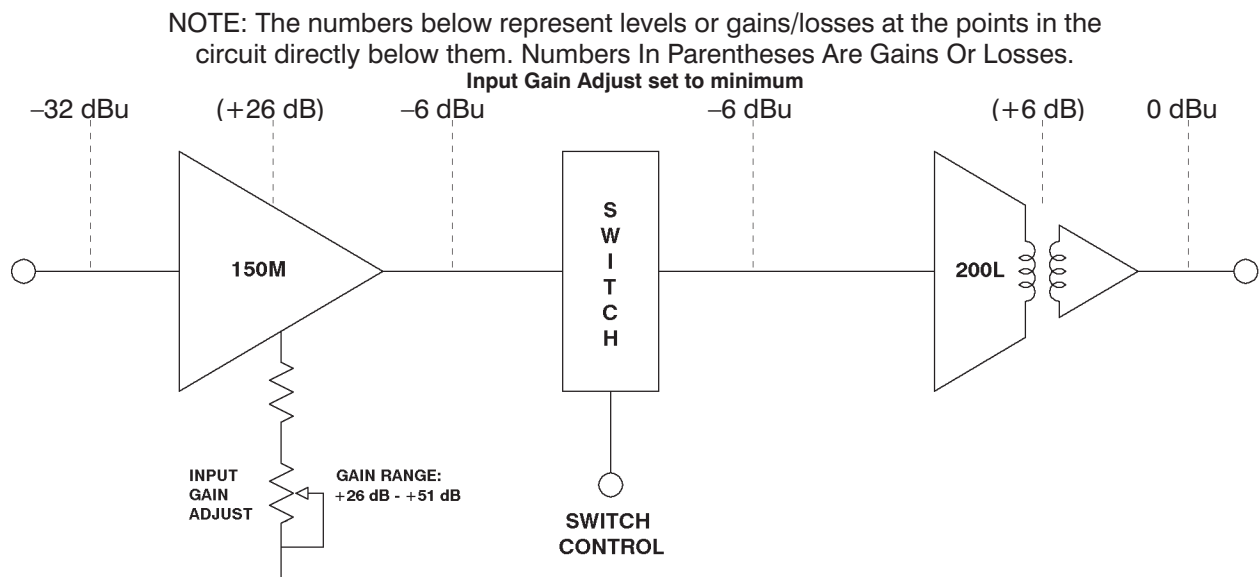 NOTE: The numbers below represent levels or gains/losses at the points in the
circuit directly below them. Numbers In Parentheses Are Gains Or Losses.
Input Gain Adjust set to minimum
–32 dBu (+26 dB) –6 dBu –6 dBu (+6 dB) 0 dBu
150M
S
W
I
T
C
H
200L
INPUT
GAIN
ADJUST
GAIN RANGE:
+26 dB - +51 dB
SWITCH
CONTROL